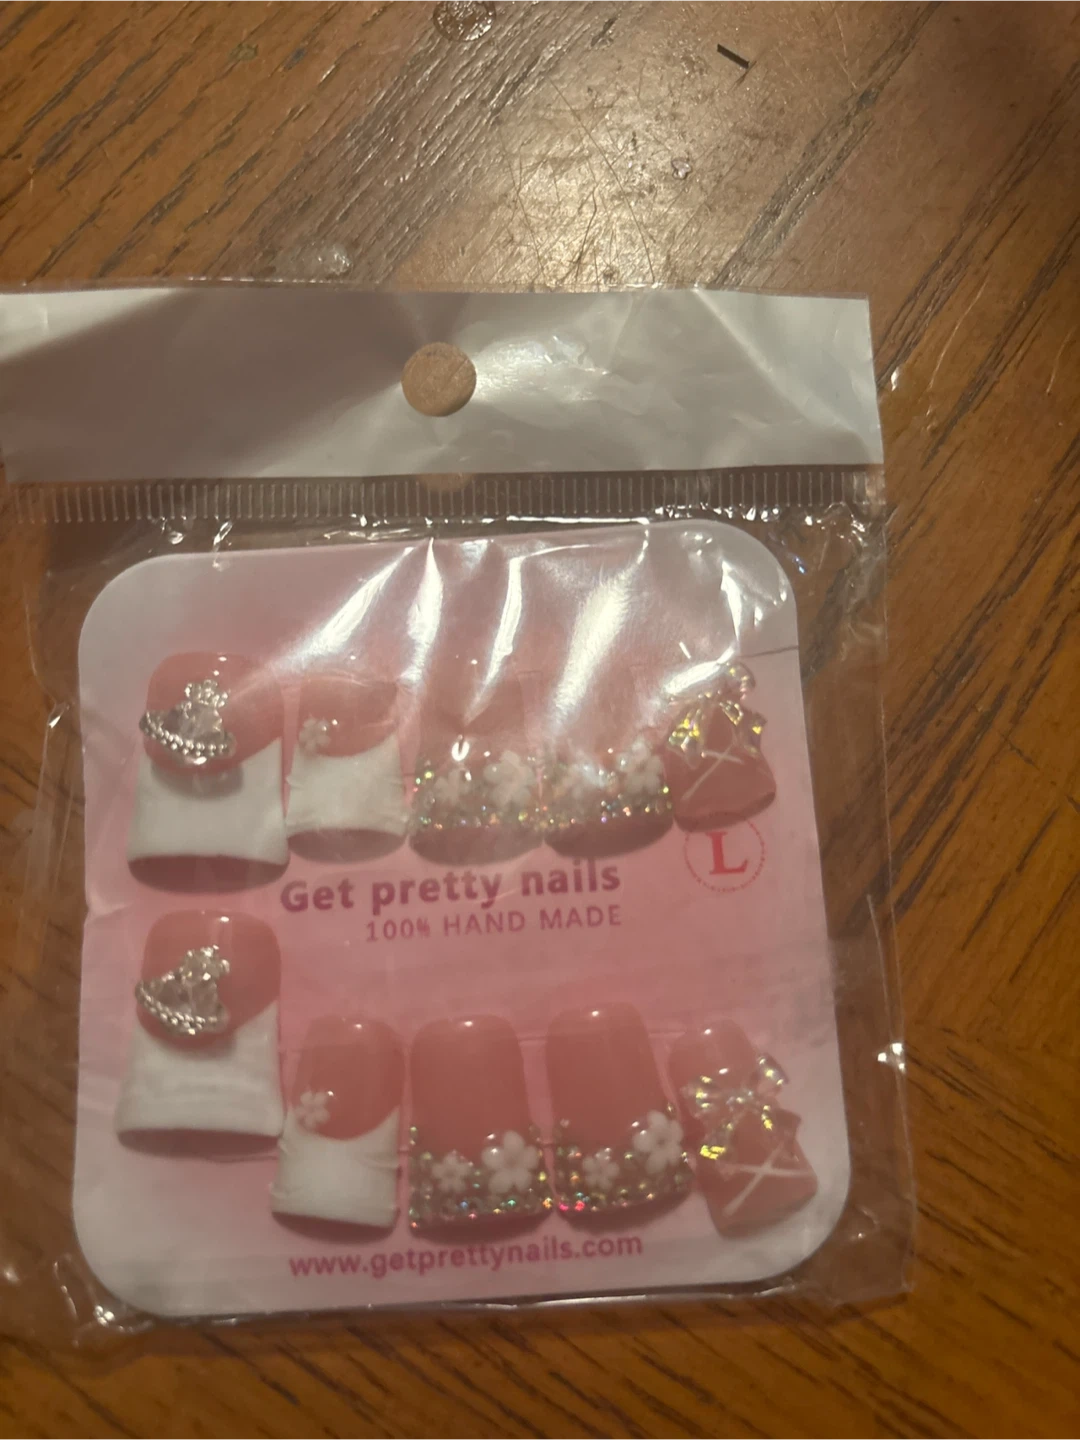 L
Get pretty nails
100% HAND MADE
www.getprettynails.com